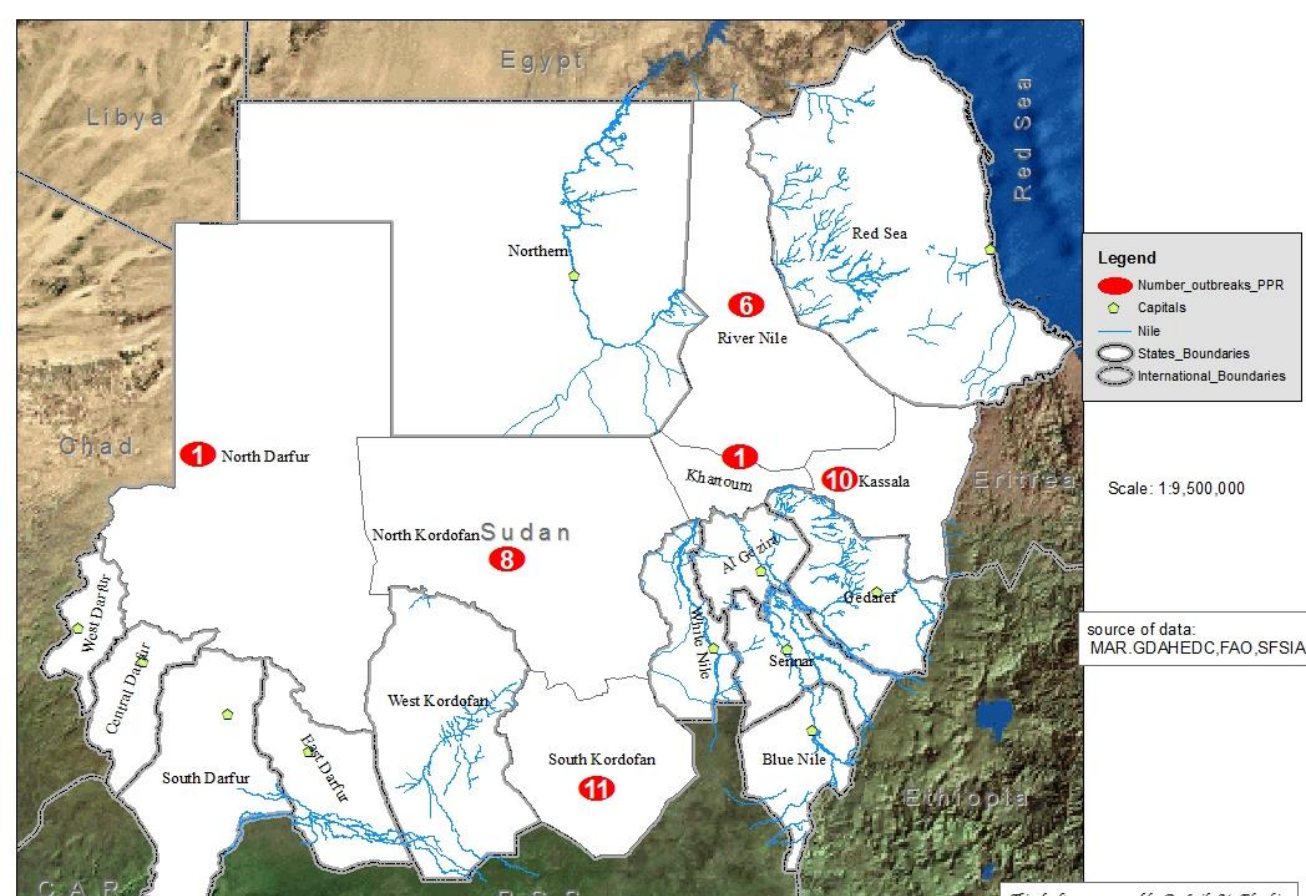 Egypt
Libya
Red Sea
Northern
Red Sea
6
River Nile
Legend
Number_outbreaks_PPR
Capitals
Nile
States_Boundaries
International_Boundaries
Chad
1 North Darfur
1
Khartoum
10 Kassala
Eritrea
Scale: 1:9,500,000
North Kordofan
Sudan
8
Al Gezira
Gedaref
West Darfur
White Nile
Sennar
source of data:
MAR.GDAHEDC,FAO,SFSIA
Central Darfur
West Kordofan
South Darfur
East Darfur
South Kordofan
11
Blue Nile
Ethiopia
C A R